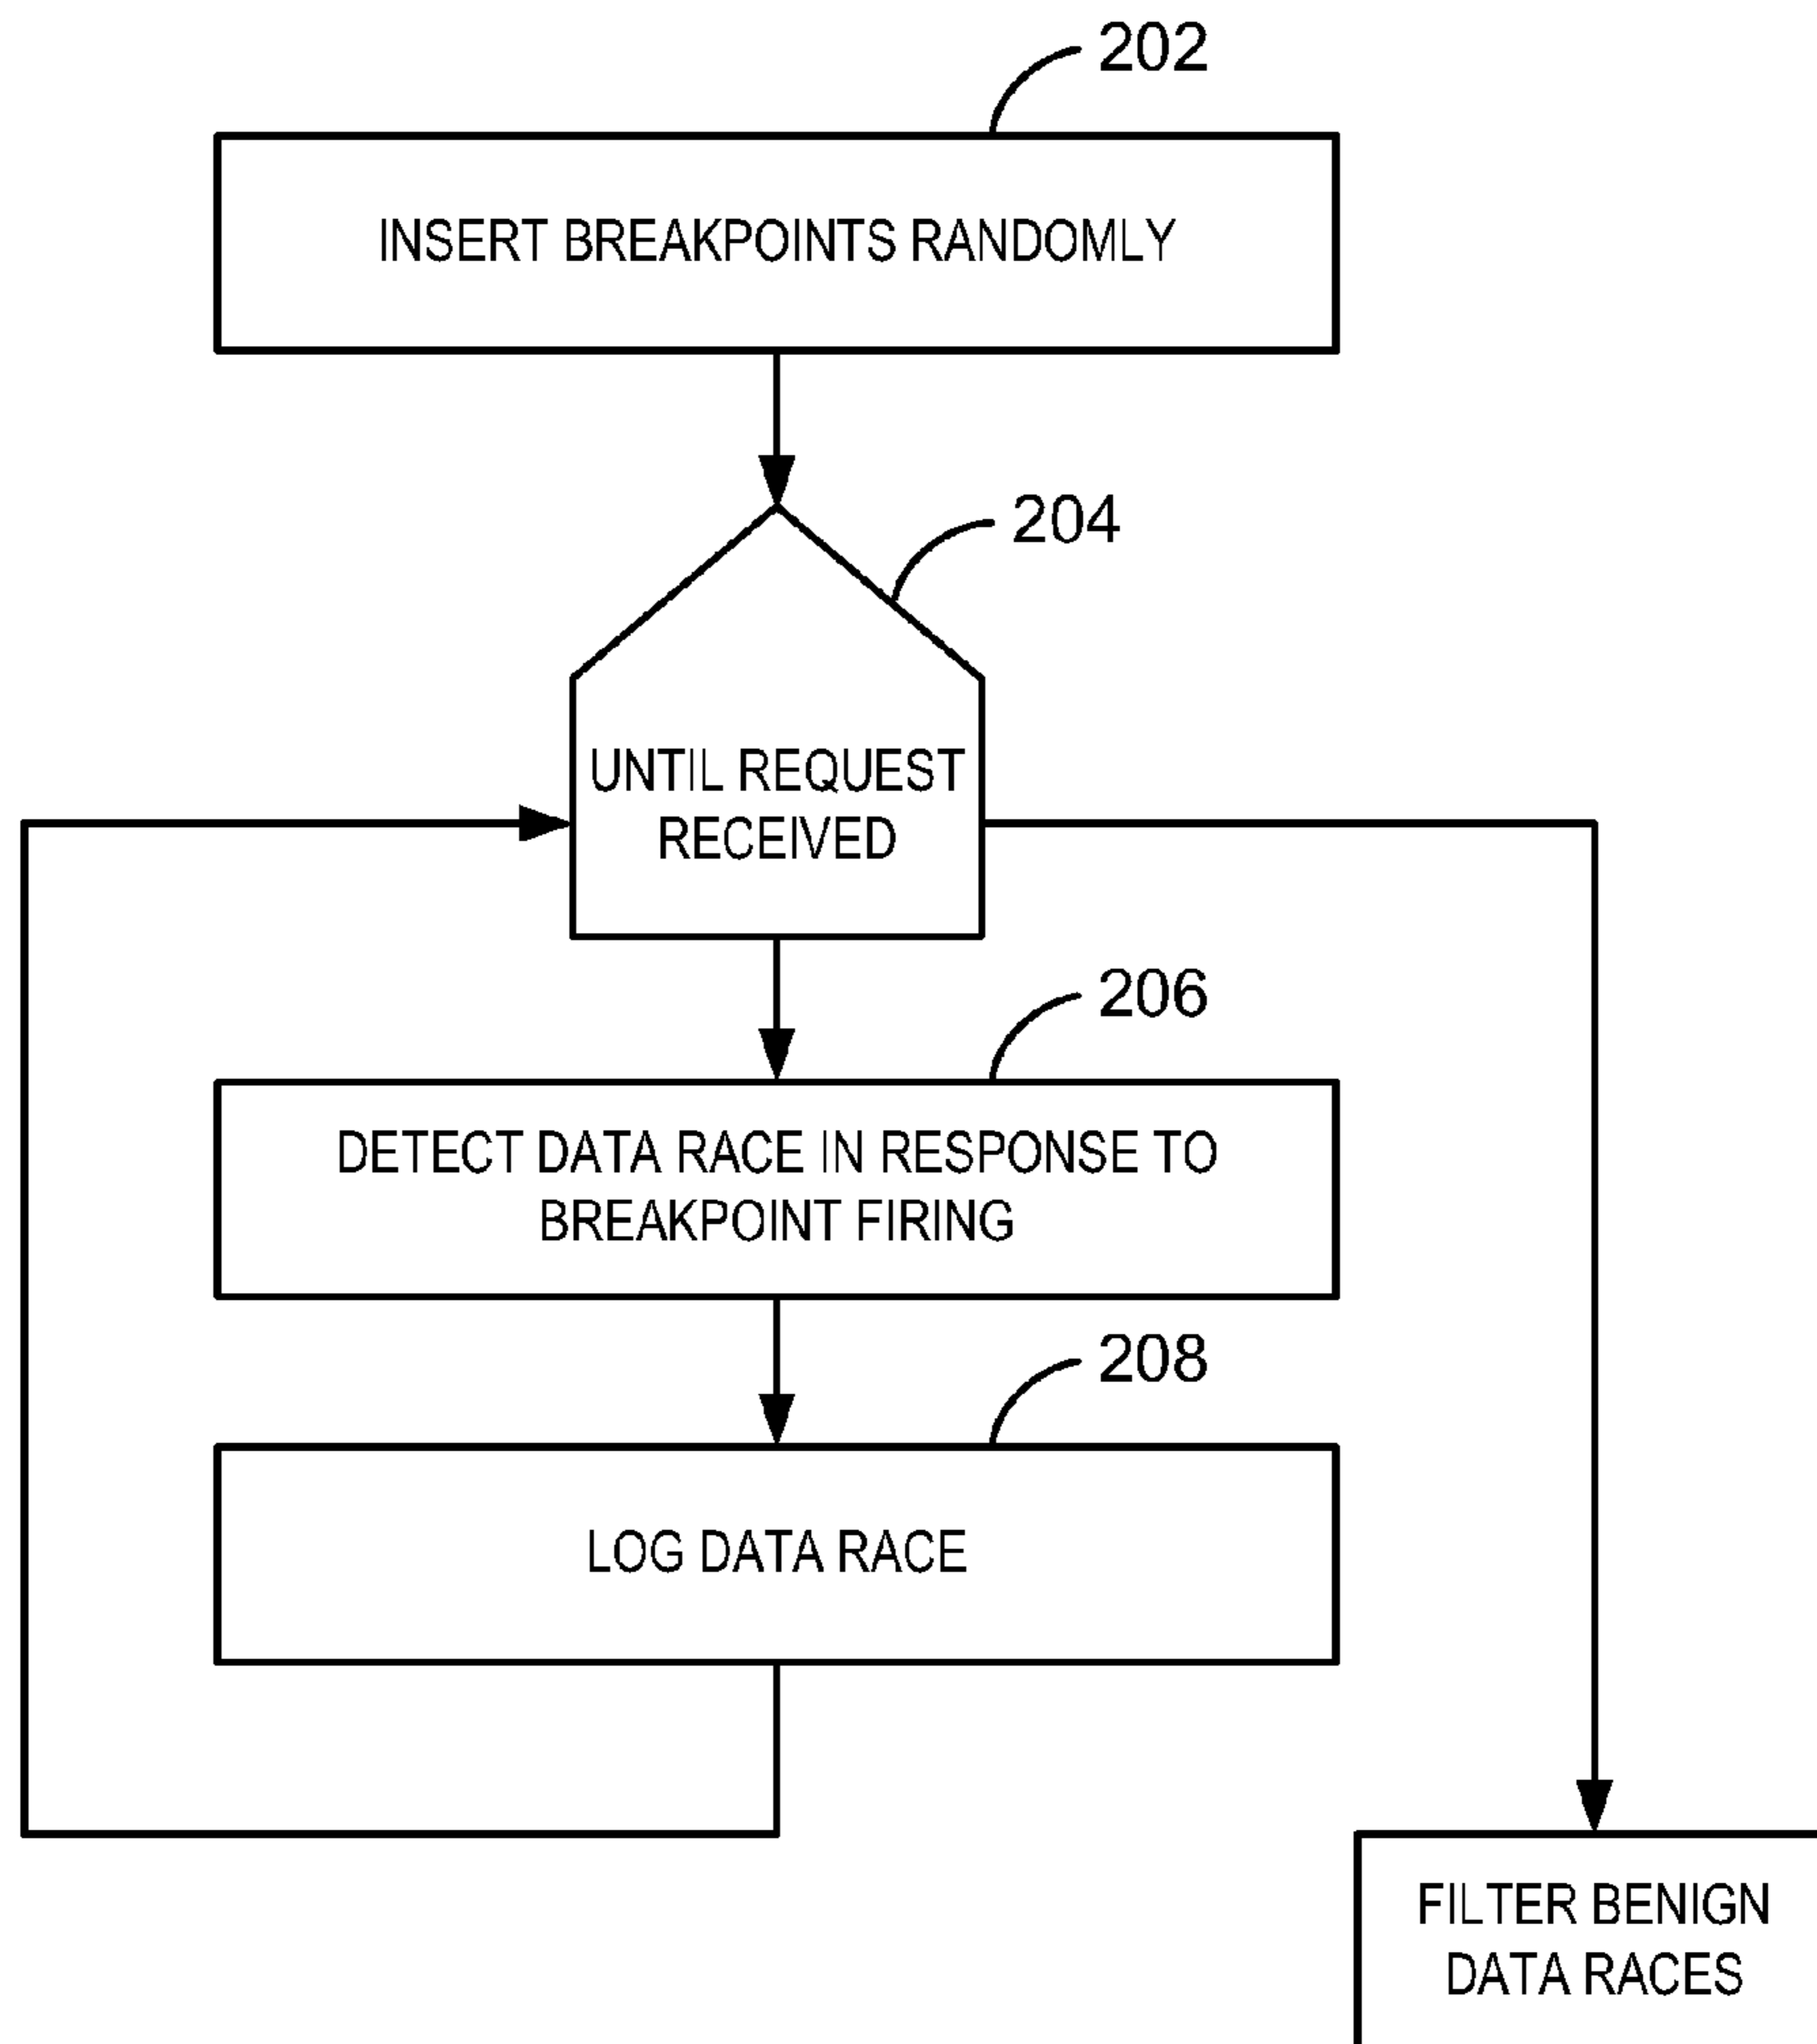 202
INSERT BREAKPOINTS RANDOMLY
204
UNTIL REQUEST
RECEIVED
206
DETECT DATA RACE IN RESPONSE TO
BREAKPOINT FIRING
208
LOG DATA RACE
FILTER BENIGN
DATA RACES